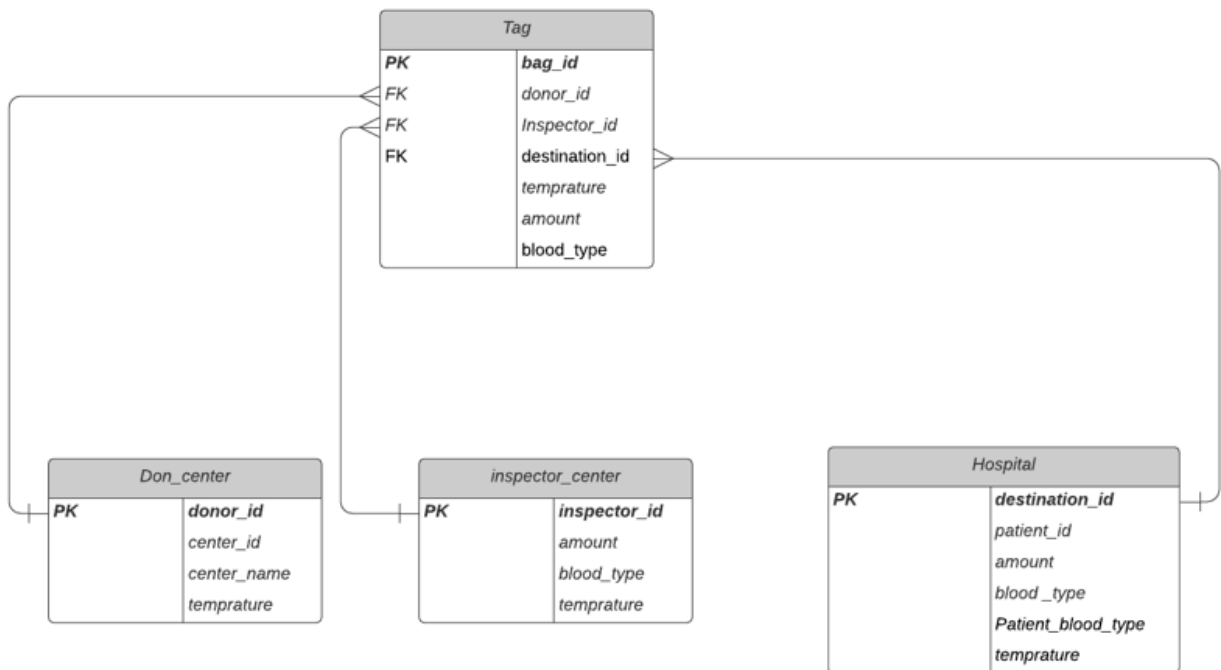 Tag
PK bag_id
FK donor_id
FK Inspector_id
FK destination_id
temprature
amount
blood_type
Don_center
PK donor_id
center_id
center_name
temprature
inspector_center
PK inspector_id
amount
blood_type
temprature
Hospital
PK destination_id
patient_id
amount
blood _type
Patient_blood_type
temprature